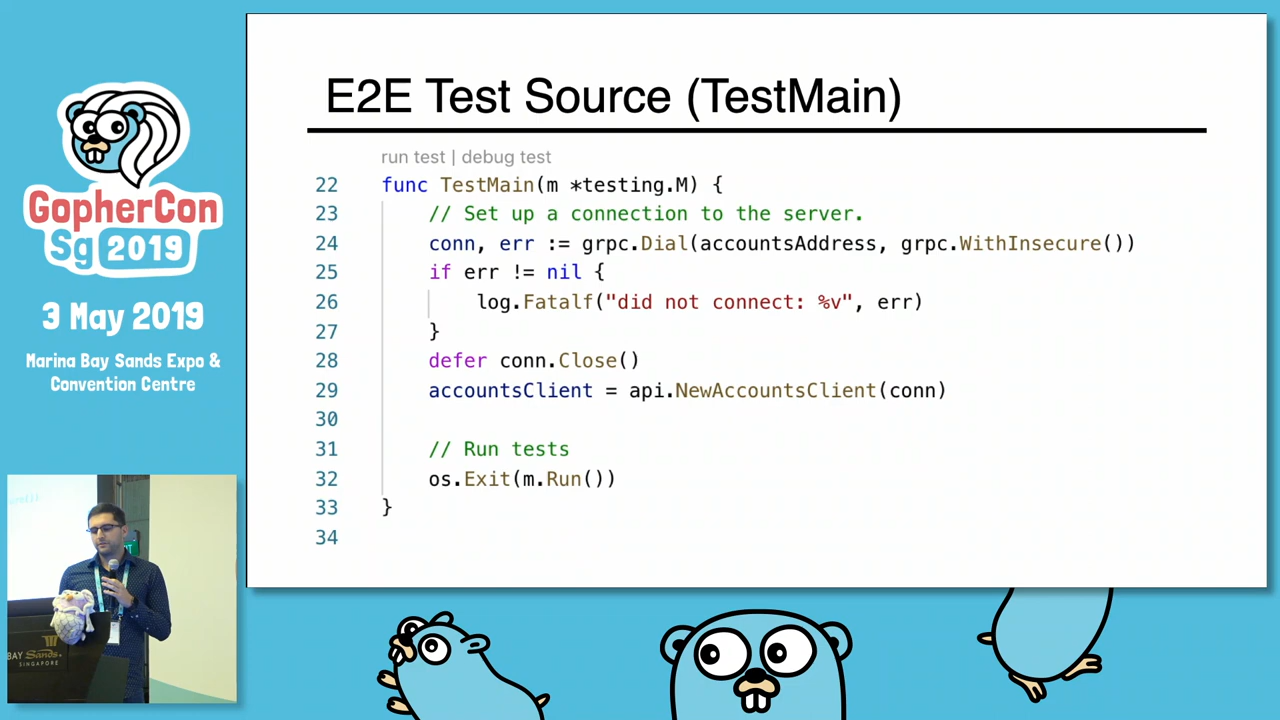 GopherCon
Sg 2019
3 May 2019
Marina Bay Sands Expo &
Convention Centre
E2E Test Source (TestMain)
run test | debug test
22 func TestMain(m *testing.M) {
23 // Set up a connection to the server.
24 conn, err := grpc.Dial(accountsAddress, grpc.WithInsecure())
25 if err != nil {
26 log.Fatalf("did not connect: %v", err)
27 }
28 defer conn.Close()
29 accountsClient = api.NewAccountsClient(conn)
30
31 // Run tests
32 os.Exit(m.Run())
33 }
34
BAY Sands
SINGAPORE